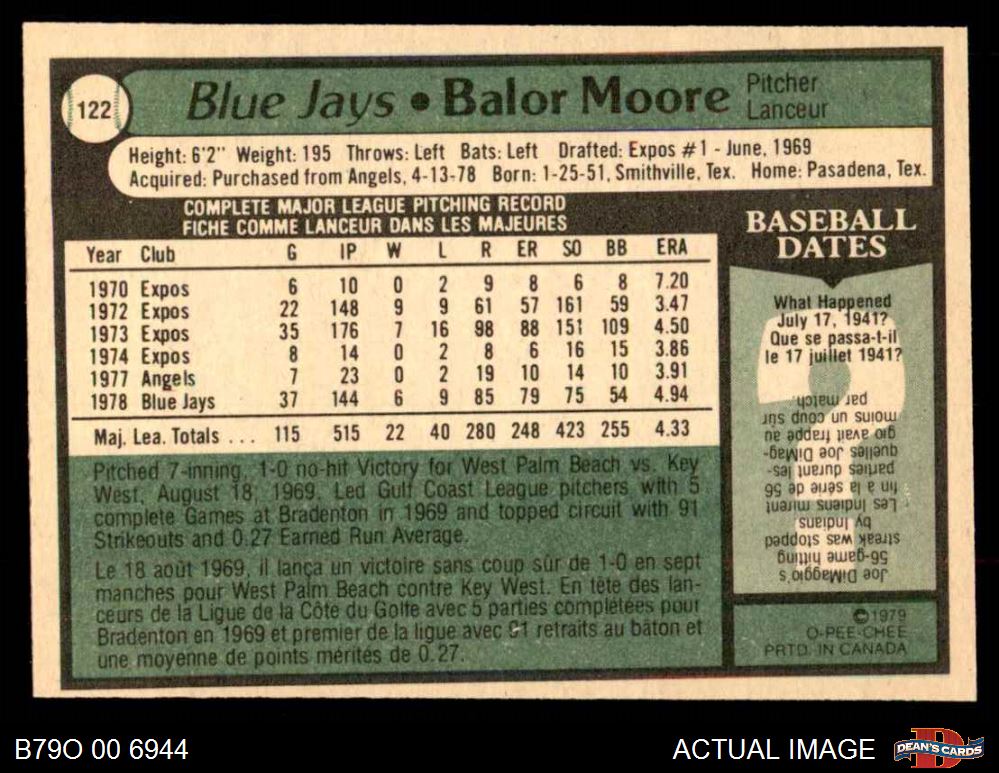 122
Blue Jays • Balor Moore
Pitcher
Lanceur
Height: 6'2" Weight: 195 Throws: Left Bats: Left Drafted: Expos #1 - June, 1969
Acquired: Purchased from Angels, 4-13-78 Born: 1-25-51, Smithville, Tex. Home: Pasadena, Tex.
COMPLETE MAJOR LEAGUE PITCHING RECORD
FICHE COMME LANCEUR DANS LES MAJEURES
Year Club G IP W L R ER SO BB ERA
1970 Expos 6 10 0 2 9 8 6 8 7.20
1972 Expos 22 148 9 9 61 57 161 59 3.47
1973 Expos 35 176 7 16 98 88 151 109 4.50
1974 Expos 8 14 0 2 8 6 16 15 3.86
1977 Angels 7 23 0 2 19 10 14 10 3.91
1978 Blue Jays 37 144 6 9 85 79 75 54 4.94
Maj. Lea. Totals ... 115 515 22 40 280 248 423 255 4.33
Pitched 7-inning, 1-0 no-hit Victory for West Palm Beach vs. Key
West, August 18, 1969. Led Gulf Coast League pitchers with 5
complete Games at Bradenton in 1969 and topped circuit with 91
Strikeouts and 0.27 Earned Run Average.
Le 18 août 1969, il lança un victoire sans coup sûr de 1-0 en sept
manches pour West Palm Beach contre Key West. En tête des lan-
ceurs de la Ligue de la Côte du Golfe avec 5 parties complétées pour
Bradenton en 1969 et premier de la ligue avec 91 retraits au bâton et
une moyenne de points mérités de 0.27.
BASEBALL
DATES
What Happened
July 17, 1941?
Que se passa-t-il
le 17 juillet 1941?
Joe DiMaggio's
56-game hitting
streak was stopped
by Indians
Les Indiens mirent
fin à la série de 56
parties durant les-
quelles Joe DiMag-
gio avait frappé au
moins un coup sûr
par match.
©1979
O-PEE-CHEE
PRTD. IN CANADA
B79O 00 6944
ACTUAL IMAGE
DEAN'S CARDS